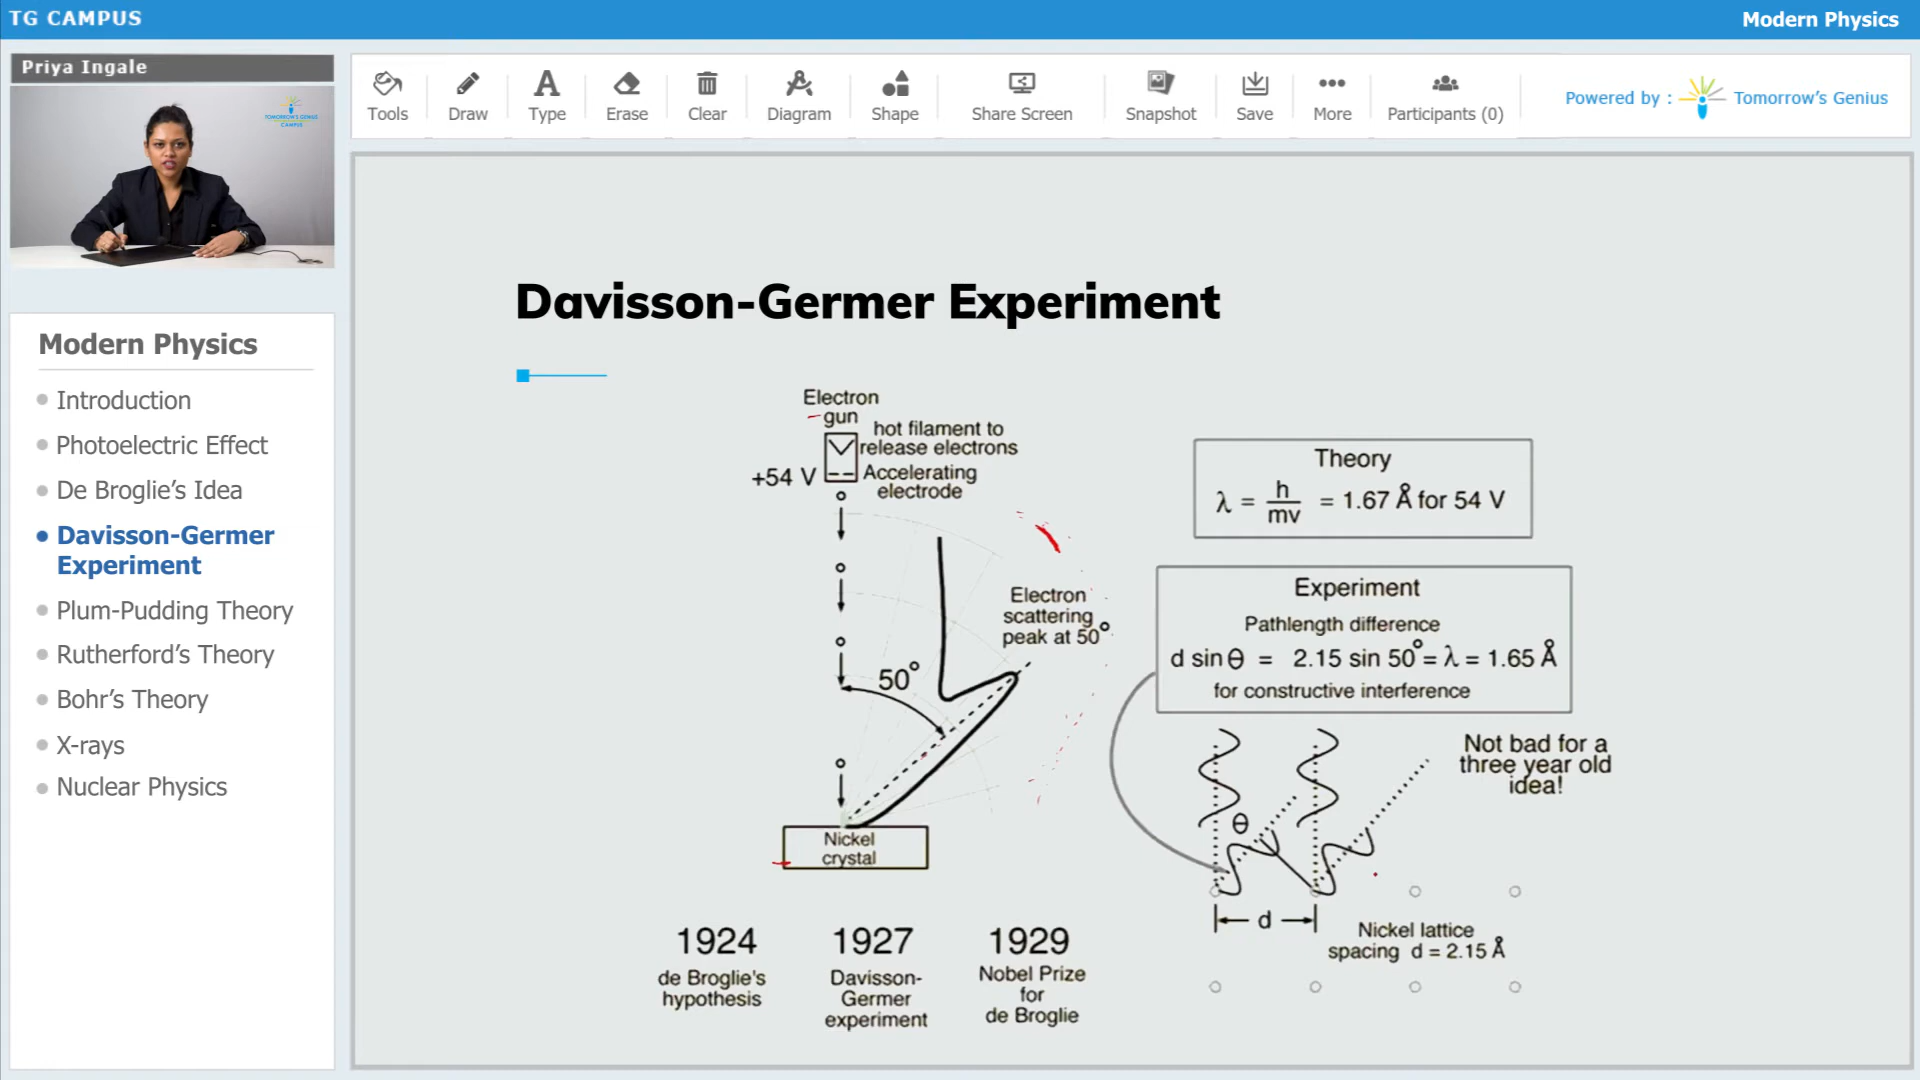 TG CAMPUS
Modern Physics
Priya Ingale
TOMORROW'S GENIUS
CAMPUS
Tools
Draw
Type
Erase
Clear
Diagram
Shape
Share Screen
Snapshot
Save
More
Participants (0)
Powered by :
Tomorrow's Genius
Modern Physics
Introduction
Photoelectric Effect
De Broglie's Idea
Davisson-Germer
Experiment
Plum-Pudding Theory
Rutherford's Theory
Bohr's Theory
X-rays
Nuclear Physics
Davisson-Germer Experiment
Electron
gun
hot filament to
release electrons
+54 V
Accelerating
electrode
Electron
scattering
peak at 50°
50°
Nickel
crystal
Theory
λ = h/mv = 1.67 Å for 54 V
Experiment
Pathlength difference
d sin θ = 2.15 sin 50° = λ = 1.65 Å
for constructive interference
Not bad for a
three year old
idea!
θ
d
Nickel lattice
spacing d = 2.15 Å
1924
de Broglie's
hypothesis
1927
Davisson-
Germer
experiment
1929
Nobel Prize
for
de Broglie